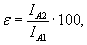 ε = I_A2 / I_A1 · 100,